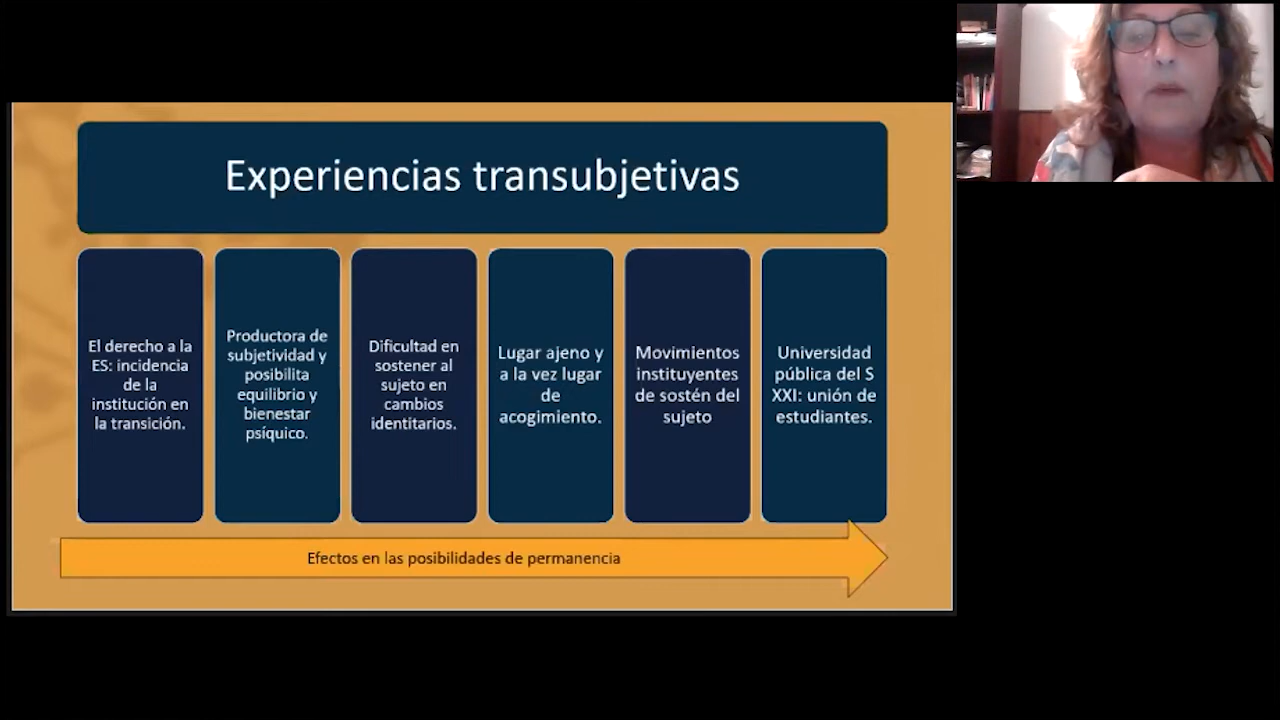 Experiencias transubjetivas
El derecho a la
ES: incidencia
de la
institución en
la transición.
Productora de
subjetividad y
posibilita
equilibrio y
bienestar
psíquico.
Dificultad en
sostener al
sujeto en
cambios
identitarios.
Lugar ajeno y
a la vez lugar
de
acogimiento.
Movimientos
instituyentes
de sostén del
sujeto
Universidad
pública del S
XXI: unión de
estudiantes.
Efectos en las posibilidades de permanencia